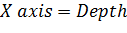 X axis = Depth